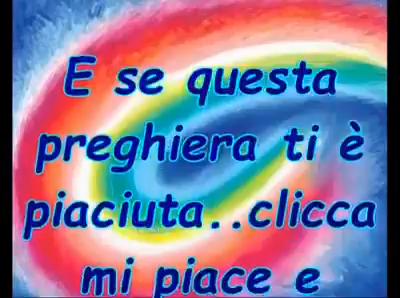 E se questa
preghiera ti è
piaciuta..clicca
mi piace e